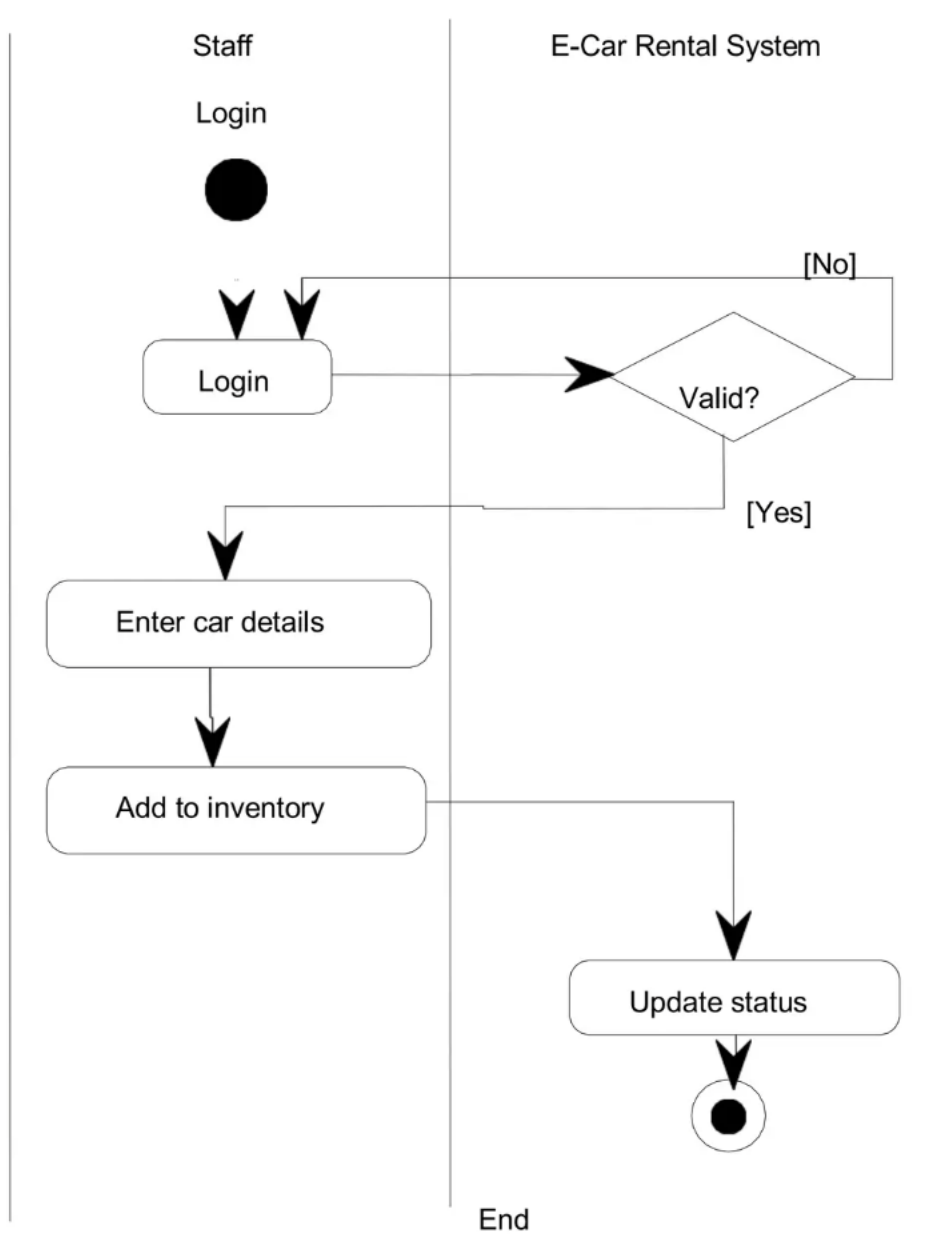 Staff
E-Car Rental System
Login
[No]
Login
Valid?
[Yes]
Enter car details
Add to inventory
Update status
End